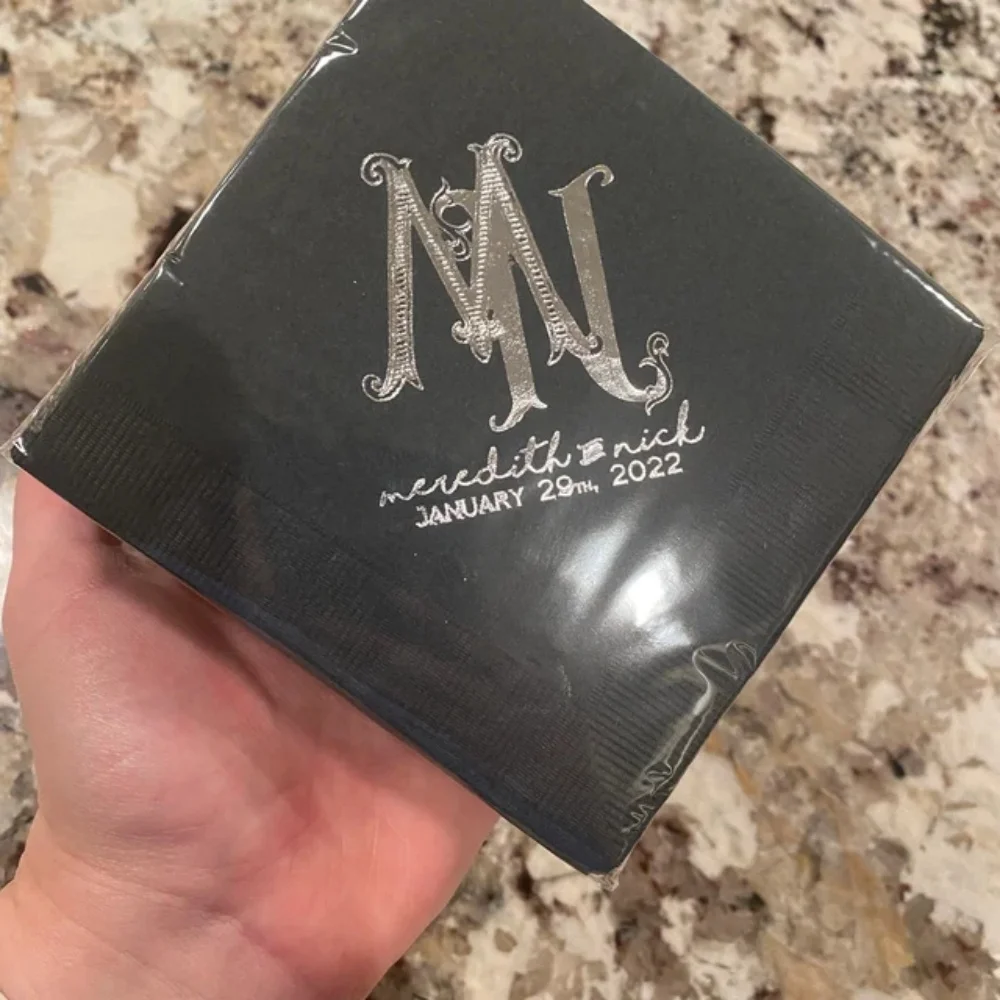 MN
meredith & nick
JANUARY 29TH, 2022